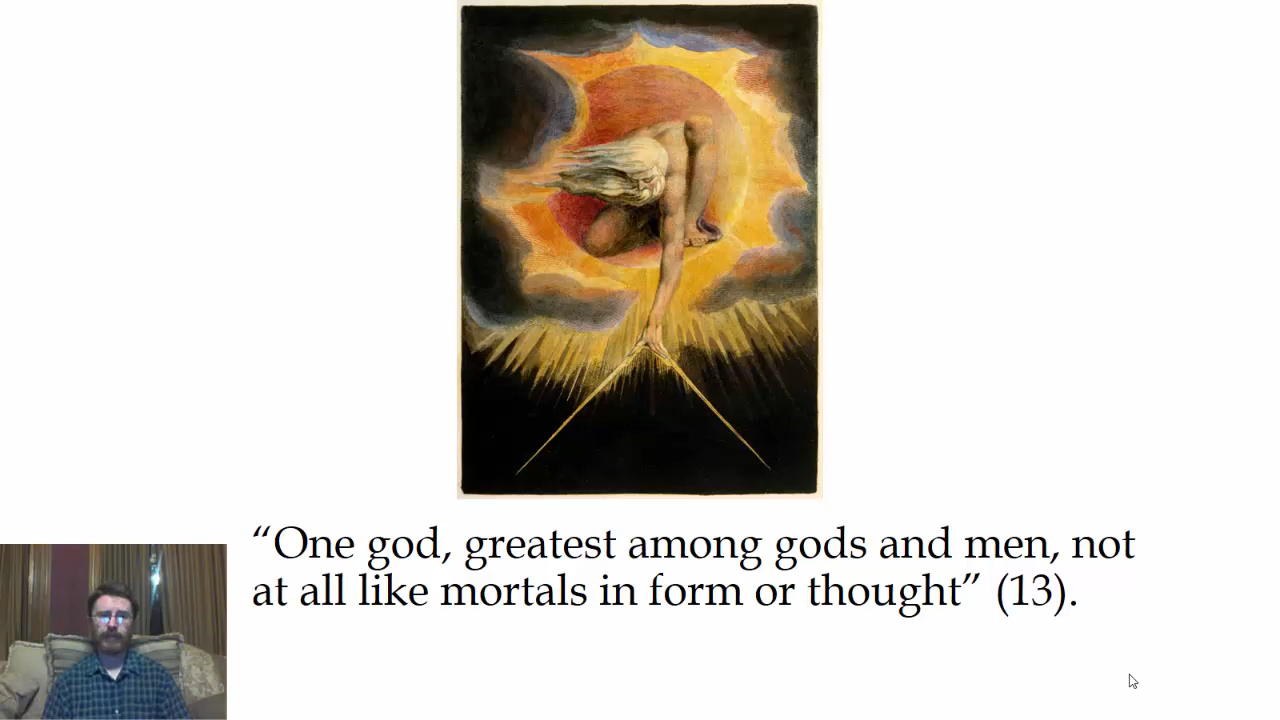 “One god, greatest among gods and men, not
at all like mortals in form or thought” (13).